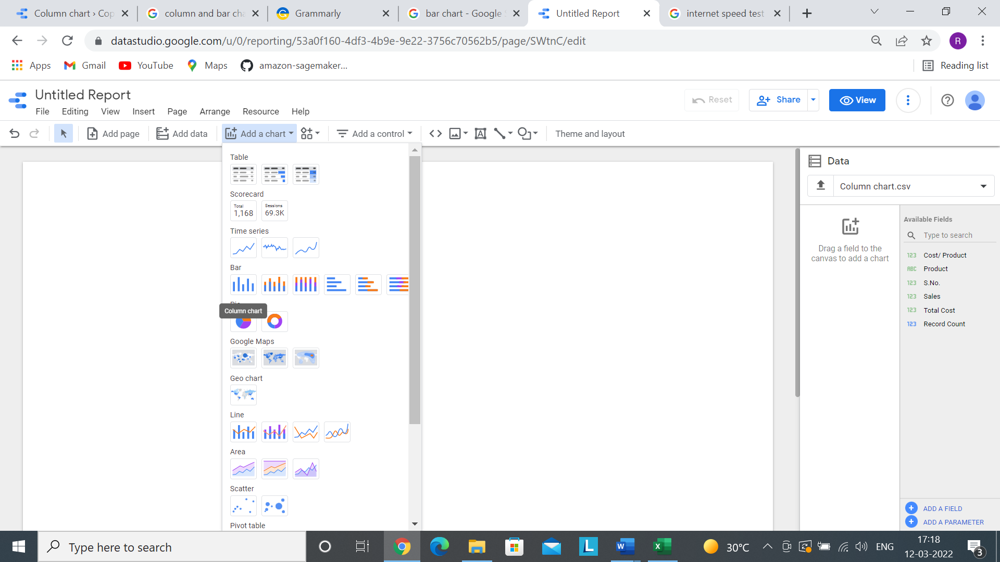 Column chart › Cop
column and bar cha
Grammarly
bar chart - Google S
Untitled Report
internet speed test
datastudio.google.com/u/0/reporting/53a0f160-4df3-4b9e-9e22-3756c70562b5/page/SWtnC/edit
R
Apps
Gmail
YouTube
Maps
amazon-sagemaker...
Reading list
Untitled Report
File
Editing
View
Insert
Page
Arrange
Resource
Help
Reset
Share
View
Add page
Add data
Add a chart
Add a control
Theme and layout
Table
Scorecard
Total
1,168
Sessions
69.3K
Time series
Bar
Column chart
Google Maps
Geo chart
Line
Area
Scatter
Pivot table
Data
Column chart.csv
Drag a field to the
canvas to add a chart
Available Fields
Type to search
123 Cost/ Product
ABC Product
123 S.No.
123 Sales
123 Total Cost
123 Record Count
ADD A FIELD
ADD A PARAMETER
Type here to search
L
W
X
30°C
ENG
17:18
12-03-2022
3